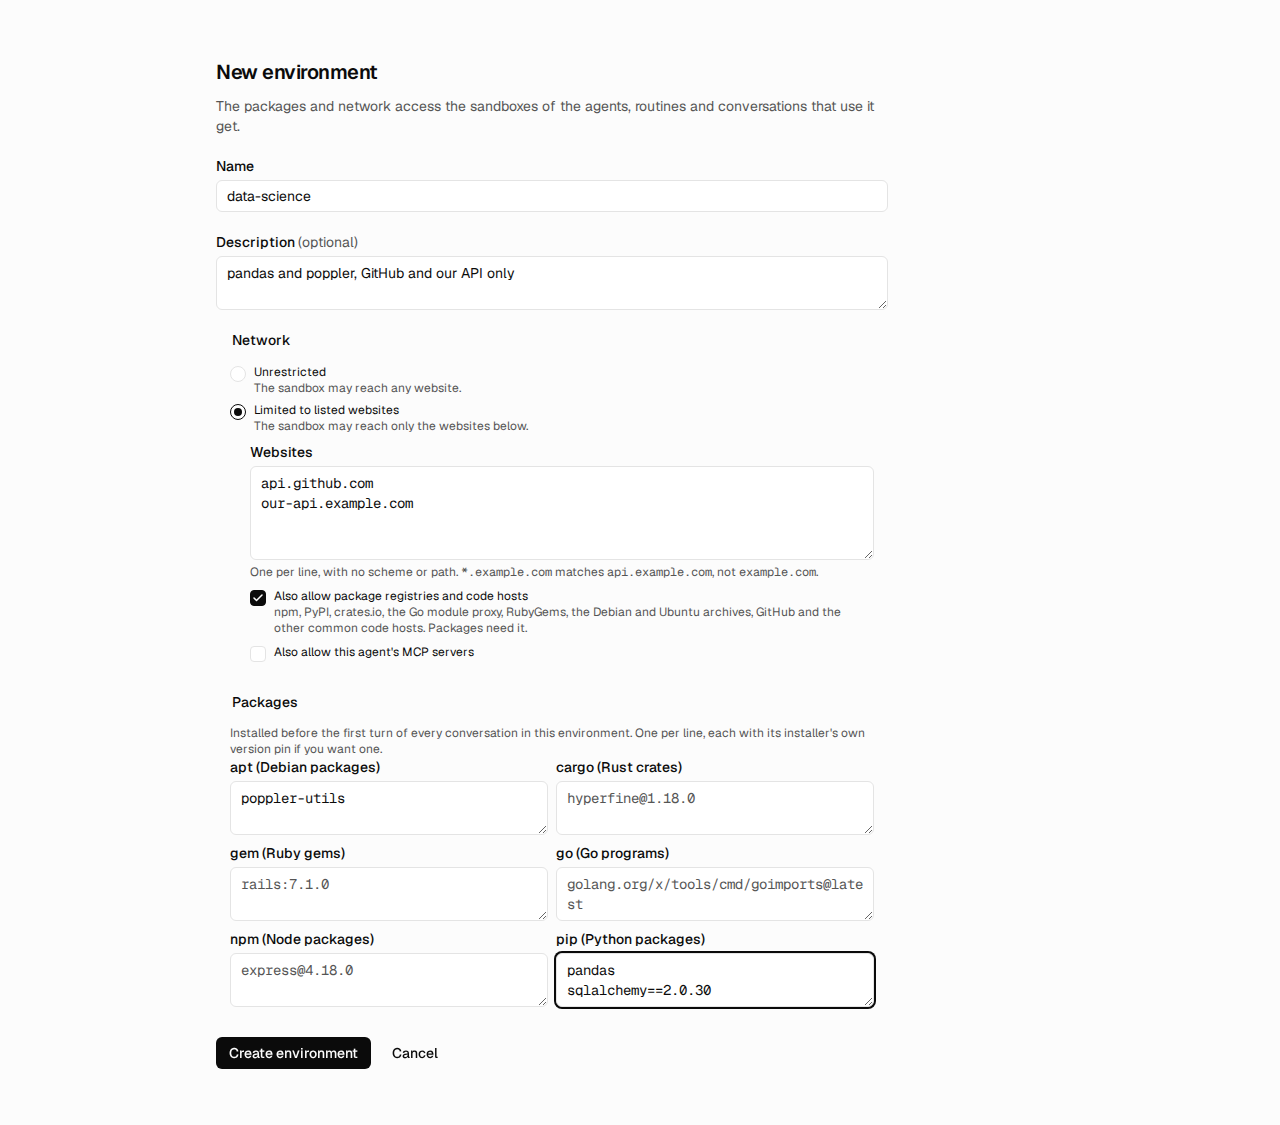 New environment
The packages and network access the sandboxes of the agents, routines and conversations that use it
get.
Name
data-science
Description (optional)
pandas and poppler, GitHub and our API only
Network
Unrestricted
The sandbox may reach any website.
Limited to listed websites
The sandbox may reach only the websites below.
Websites
api.github.com
our-api.example.com
One per line, with no scheme or path. *.example.com matches api.example.com, not example.com.
Also allow package registries and code hosts
npm, PyPI, crates.io, the Go module proxy, RubyGems, the Debian and Ubuntu archives, GitHub and the
other common code hosts. Packages need it.
Also allow this agent's MCP servers
Packages
Installed before the first turn of every conversation in this environment. One per line, each with its installer's own
version pin if you want one.
apt (Debian packages)
poppler-utils
cargo (Rust crates)
hyperfine@1.18.0
gem (Ruby gems)
rails:7.1.0
go (Go programs)
golang.org/x/tools/cmd/goimports@late
st
npm (Node packages)
express@4.18.0
pip (Python packages)
pandas
sqlalchemy==2.0.30
Create environment
Cancel